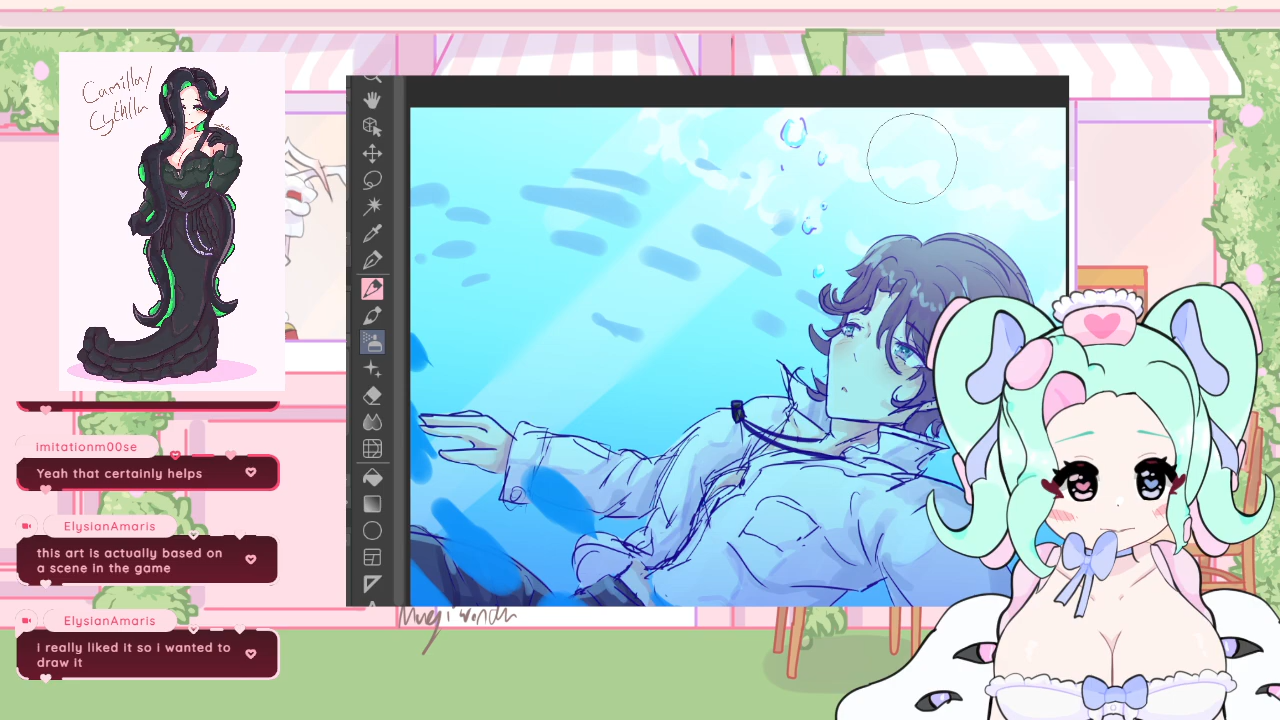 Camilla/
Cythlla
imitationm00se
Yeah that certainly helps
ElysianAmaris
this art is actually based on
a scene in the game
ElysianAmaris
i really liked it so i wanted to
draw it